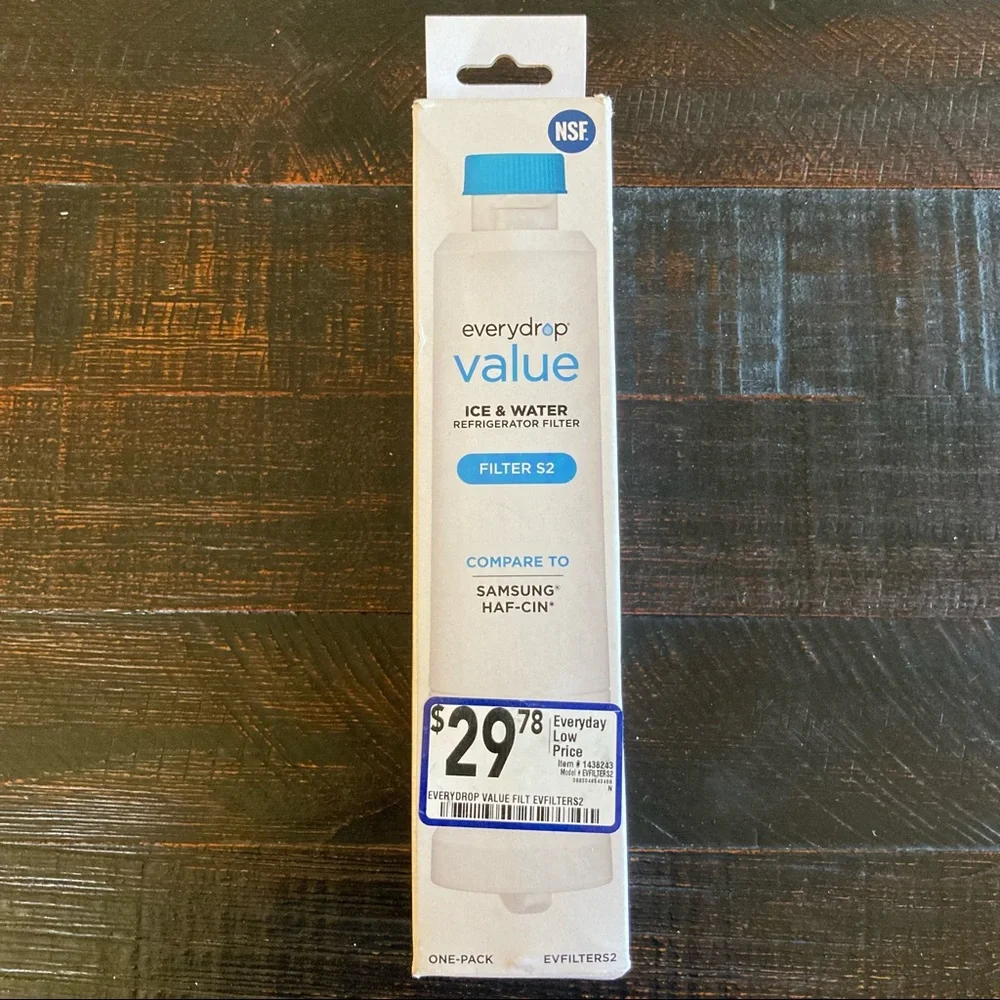 NSF.
everydrop®
value
ICE & WATER
REFRIGERATOR FILTER
FILTER S2
COMPARE TO
SAMSUNG®
HAF-CIN*
$29 78
Everyday
Low
Price
Item # 1438243
Model # EVFILTERS2
N
EVERYDROP VALUE FILT EVFILTERS2
ONE-PACK
EVFILTERS2